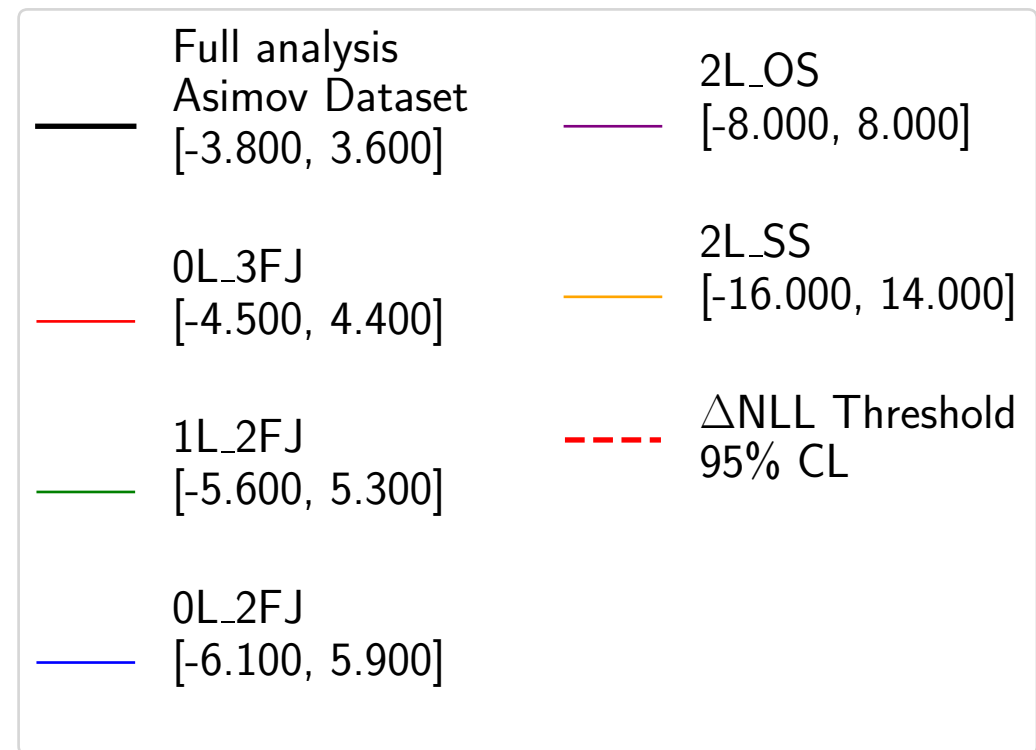 Full analysis
Asimov Dataset
[-3.800, 3.600]
0L_3FJ
[-4.500, 4.400]
1L_2FJ
[-5.600, 5.300]
0L_2FJ
[-6.100, 5.900]
2L_OS
[-8.000, 8.000]
2L_SS
[-16.000, 14.000]
ΔNLL Threshold
95% CL